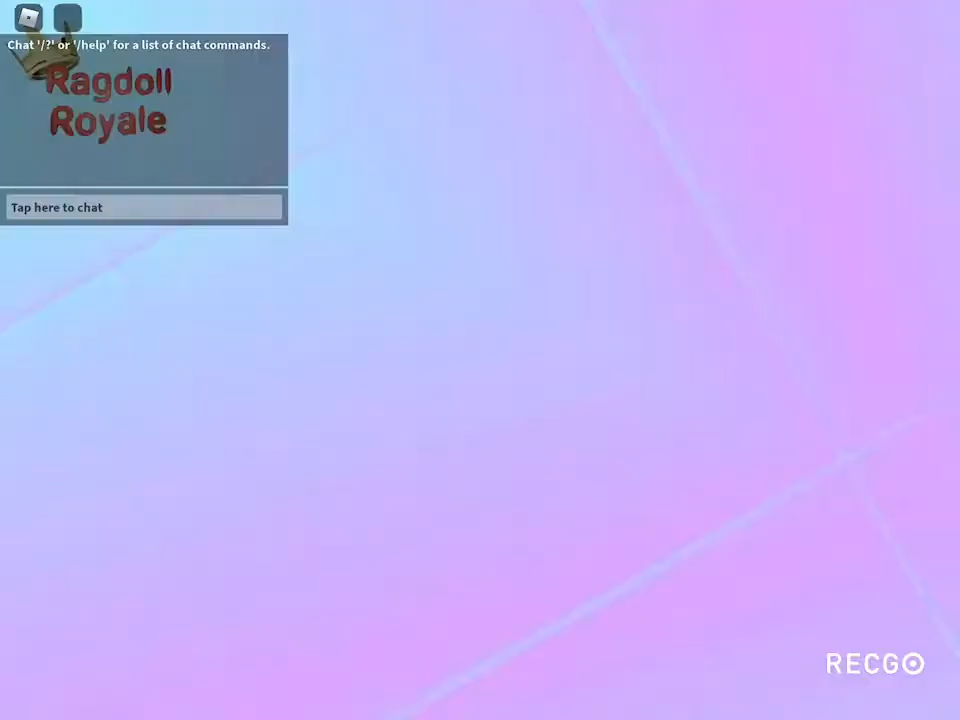 Chat '/?' or '/help' for a list of chat commands.
Ragdoll
Royale
Tap here to chat
RECGO